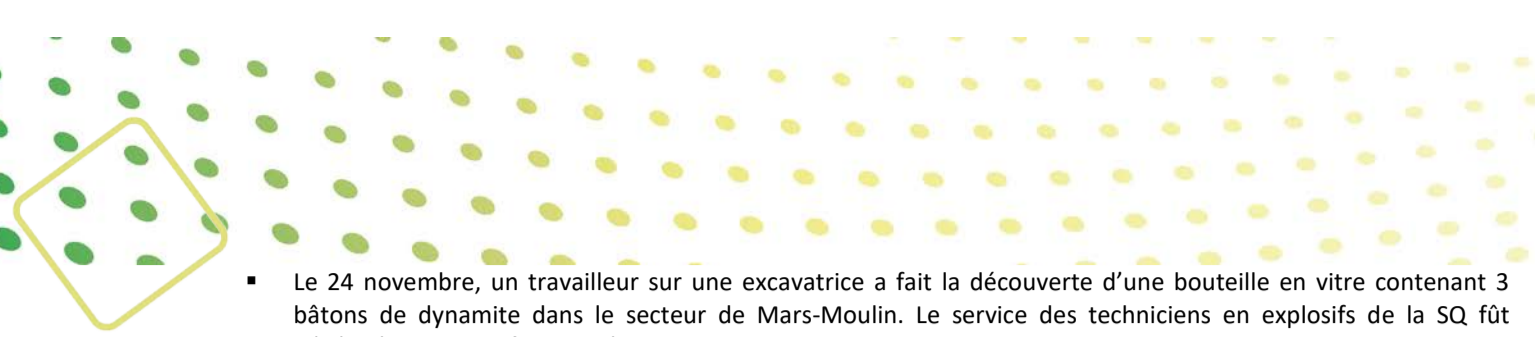 ▪ Le 24 novembre, un travailleur sur une excavatrice a fait la découverte d’une bouteille en vitre contenant 3
bâtons de dynamite dans le secteur de Mars-Moulin. Le service des techniciens en explosifs de la SQ fût